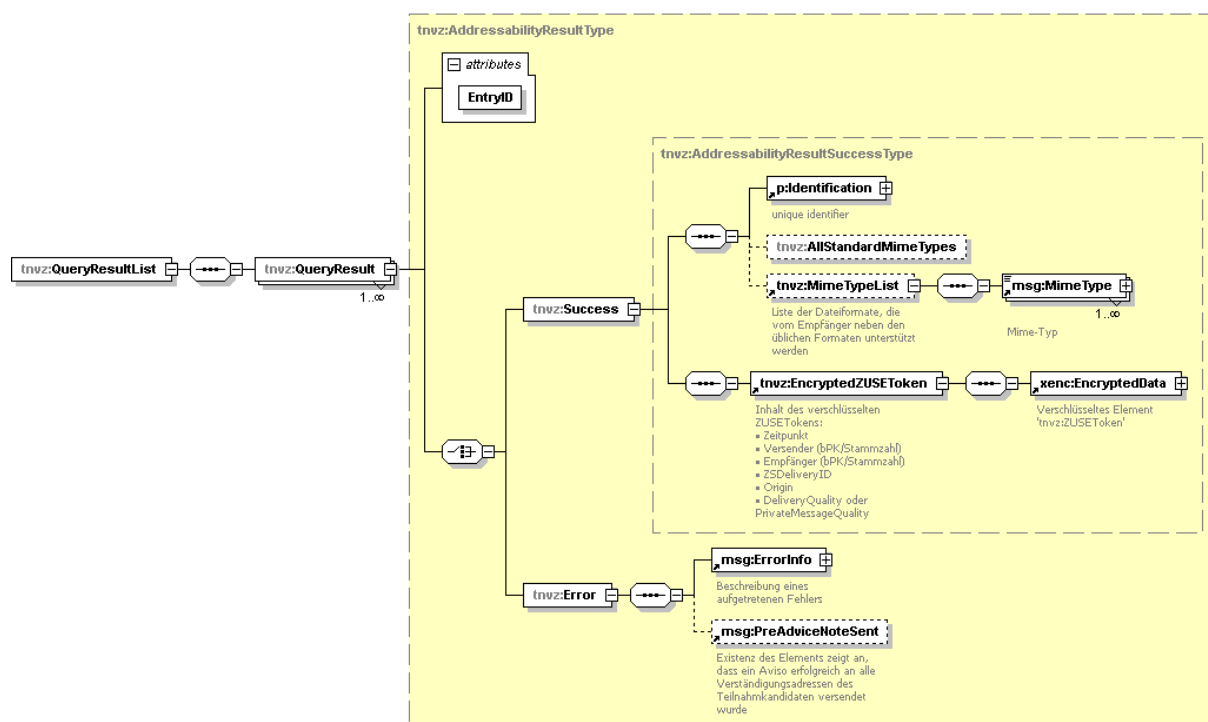 tnvz:AddressabilityResultType
attributes
EntryID
tnvz:AddressabilityResultSuccessType
p:Identification
unique identifier
tnvz:AllStandardMimeTypes
tnvz:QueryResultList
tnvz:QueryResult
1..∞
tnvz:Success
tnvz:MimeTypeList
Liste der Dateiformate, die
vom Empfänger neben den
üblichen Formaten unterstützt
werden
msg:MimeType
1..∞
Mime-Typ
tnvz:EncryptedZUSEToken
Inhalt des verschlüsselten
ZUSETokens:
▪ Zeitpunkt
▪ Versender (bPK/Stammzahl)
▪ Empfänger (bPK/Stammzahl)
▪ ZSDeliveryID
▪ Origin
▪ DeliveryQuality oder
PrivateMessageQuality
xenc:EncryptedData
Verschlüsseltes Element
'tnvz:ZUSEToken'
tnvz:Error
msg:ErrorInfo
Beschreibung eines
aufgetretenen Fehlers
msg:PreAdviceNoteSent
Existenz des Elements zeigt an,
dass ein Aviso erfolgreich an alle
Verständigungsadressen des
Teilnahmkandidaten versendet
wurde